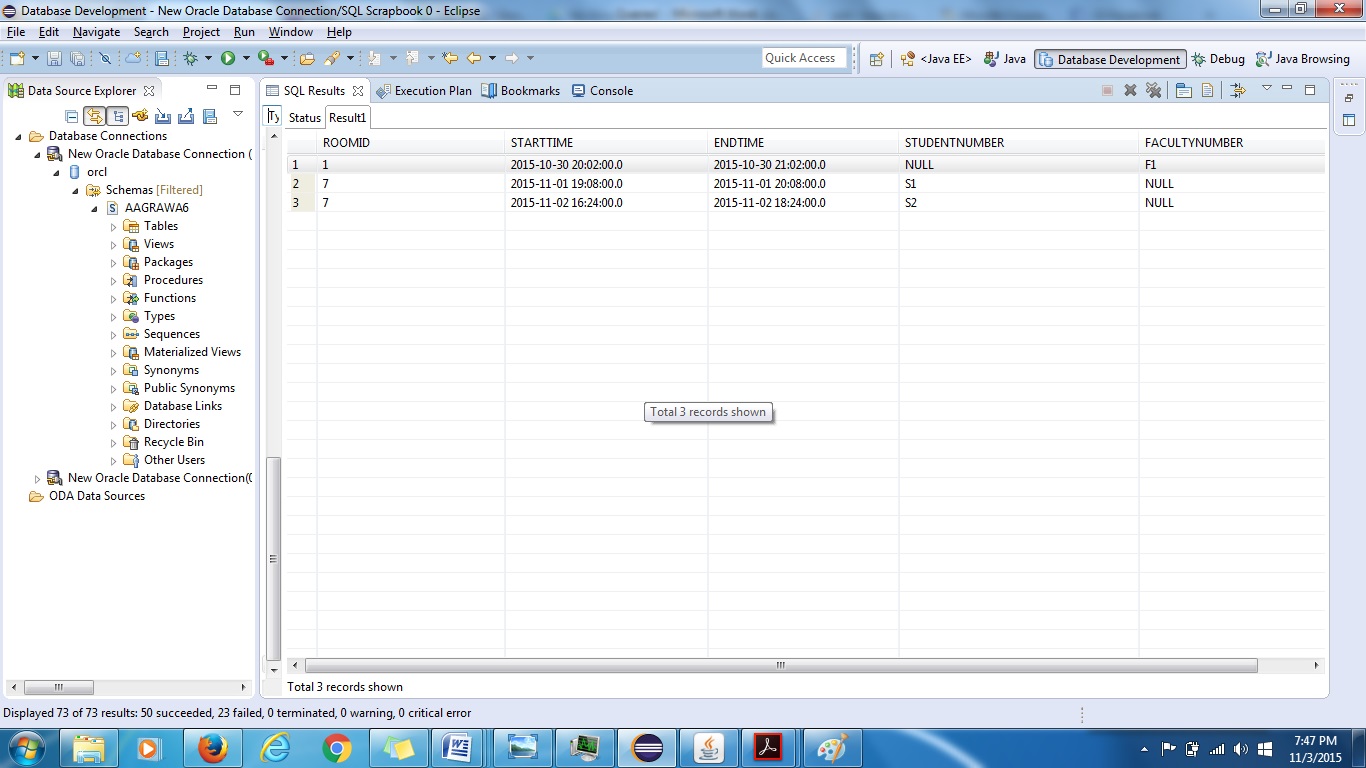 Database Development - New Oracle Database Connection/SQL Scrapbook 0 - Eclipse
File Edit Navigate Search Project Run Window Help
Quick Access <Java EE> Java Database Development Debug Java Browsing
Data Source Explorer
Database Connections
New Oracle Database Connection (
orcl
Schemas [Filtered]
AAGRAWA6
Tables
Views
Packages
Procedures
Functions
Types
Sequences
Materialized Views
Synonyms
Public Synonyms
Database Links
Directories
Recycle Bin
Other Users
New Oracle Database Connection(
ODA Data Sources
SQL Results Execution Plan Bookmarks Console
Status Result1
ROOMID STARTTIME ENDTIME STUDENTNUMBER FACULTYNUMBER
1 1 2015-10-30 20:02:00.0 2015-10-30 21:02:00.0 NULL F1
2 7 2015-11-01 19:08:00.0 2015-11-01 20:08:00.0 S1 NULL
3 7 2015-11-02 16:24:00.0 2015-11-02 18:24:00.0 S2 NULL
Total 3 records shown
Total 3 records shown
Displayed 73 of 73 results: 50 succeeded, 23 failed, 0 terminated, 0 warning, 0 critical error
7:47 PM
11/3/2015